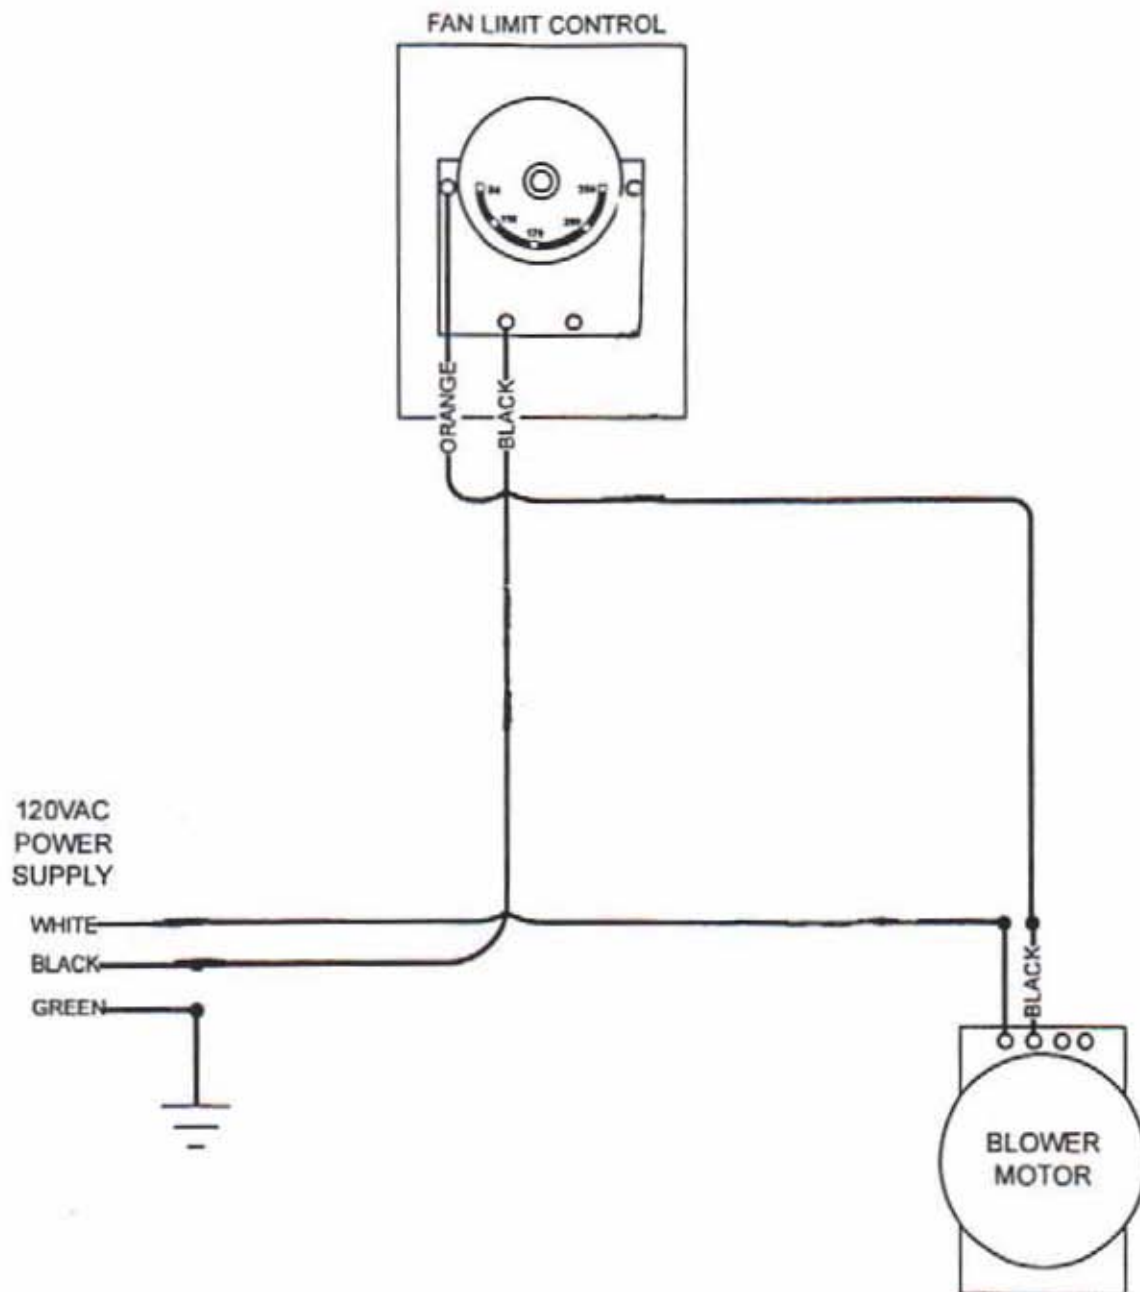 FAN LIMIT CONTROL
ORANGE
BLACK
120VAC
POWER
SUPPLY
WHITE
BLACK
GREEN
BLACK
BLOWER
MOTOR